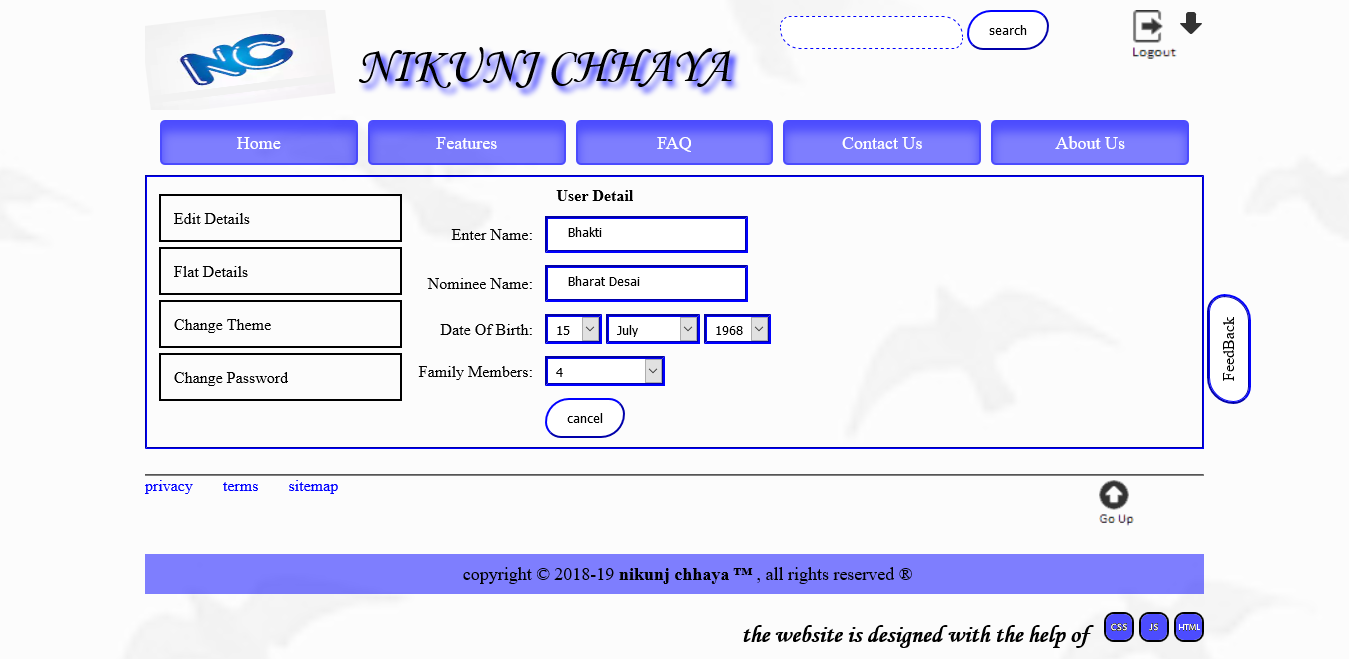 NC
NIKUNJ CHHAYA
search
Logout
Home Features FAQ Contact Us About Us
Edit Details
Flat Details
Change Theme
Change Password
User Detail
Enter Name: Bhakti
Nominee Name: Bharat Desai
Date Of Birth: 15 July 1968
Family Members: 4
cancel
FeedBack
privacy terms sitemap
Go Up
copyright © 2018-19 nikunj chhaya ™ , all rights reserved ®
the website is designed with the help of CSS JS HTML